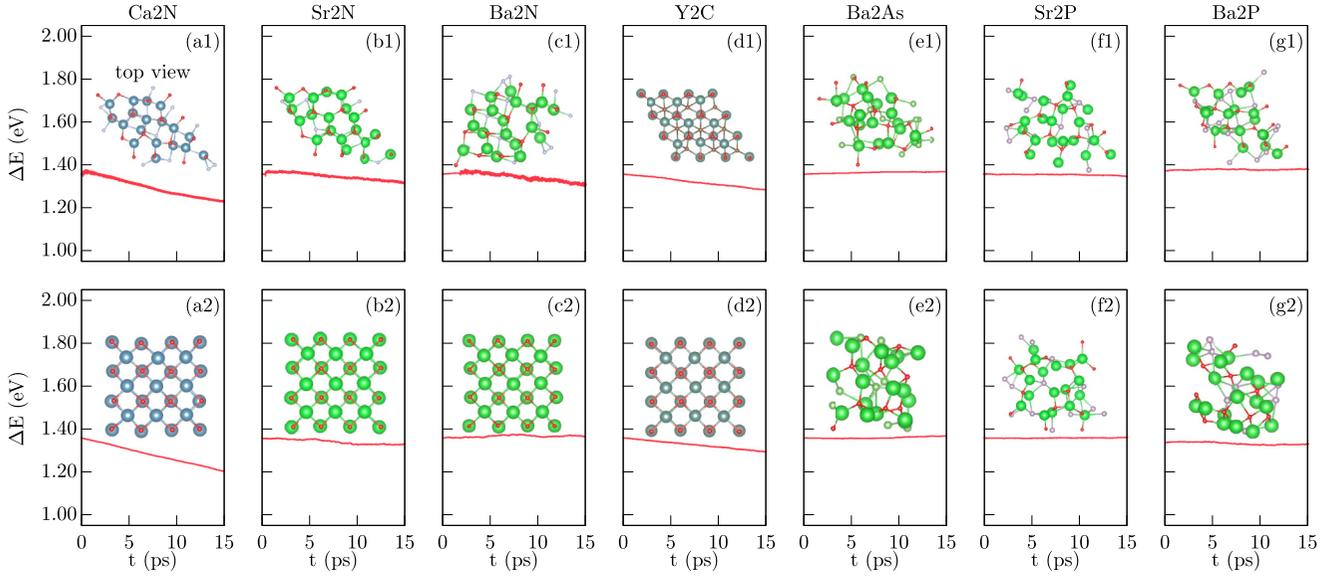 Ca2N Sr2N Ba2N Y2C Ba2As Sr2P Ba2P
2.00 (a1) (b1) (c1) (d1) (e1) (f1) (g1)
top view
1.80
1.60
1.40
1.20
1.00
ΔE (eV)
2.00 (a2) (b2) (c2) (d2) (e2) (f2) (g2)
1.80
1.60
1.40
1.20
1.00
ΔE (eV)
0 5 10 15 0 5 10 15 0 5 10 15 0 5 10 15 0 5 10 15 0 5 10 15 0 5 10 15
t (ps) t (ps) t (ps) t (ps) t (ps) t (ps) t (ps)